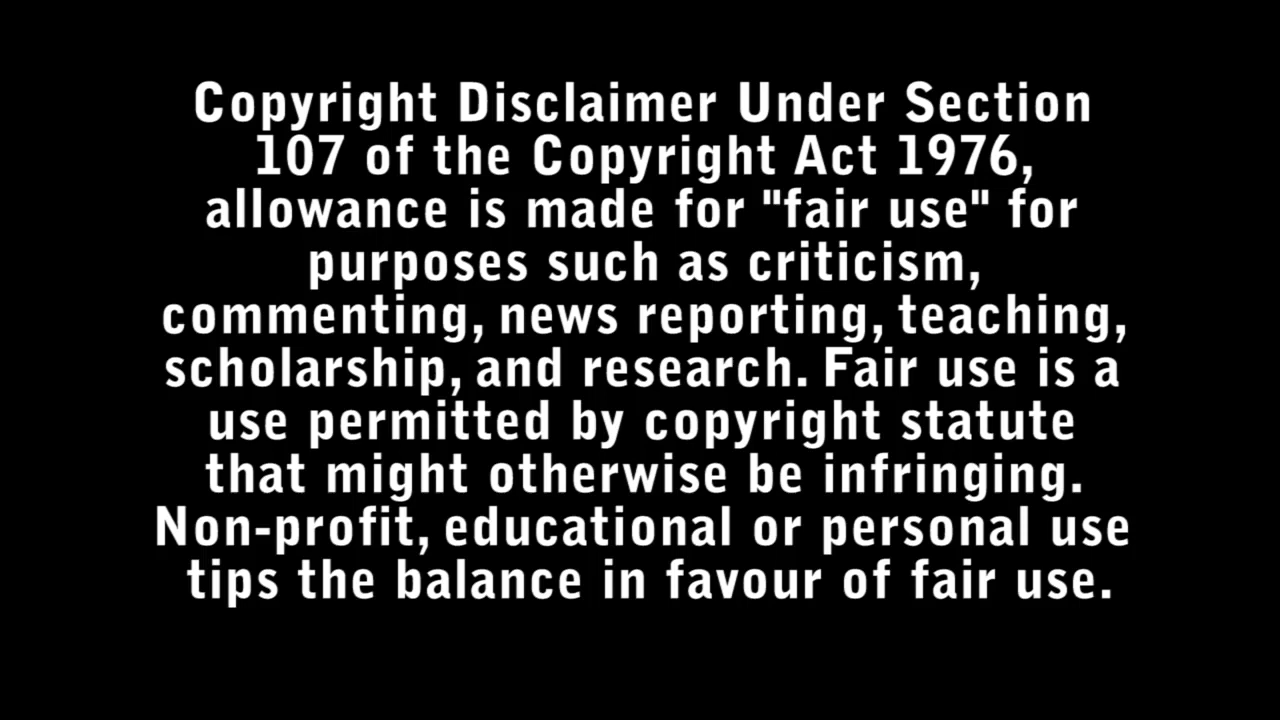 Copyright Disclaimer Under Section
107 of the Copyright Act 1976,
allowance is made for "fair use" for
purposes such as criticism,
commenting, news reporting, teaching,
scholarship, and research. Fair use is a
use permitted by copyright statute
that might otherwise be infringing.
Non-profit, educational or personal use
tips the balance in favour of fair use.